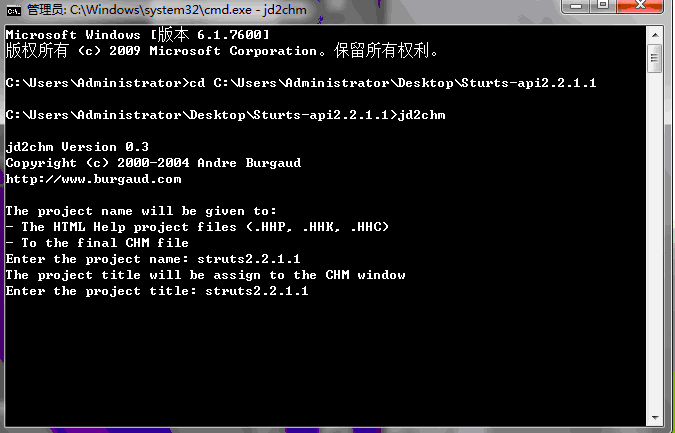 管理员: C:\Windows\system32\cmd.exe - jd2chm
Microsoft Windows [版本 6.1.7600]
版权所有 (c) 2009 Microsoft Corporation。保留所有权利。
C:\Users\Administrator>cd C:\Users\Administrator\Desktop\Sturts-api2.2.1.1
C:\Users\Administrator\Desktop\Sturts-api2.2.1.1>jd2chm
jd2chm Version 0.3
Copyright (c) 2000-2004 Andre Burgaud
http://www.burgaud.com
The project name will be given to:
- The HTML Help project files (.HHP, .HHK, .HHC)
- To the final CHM file
Enter the project name: struts2.2.1.1
The project title will be assign to the CHM window
Enter the project title: struts2.2.1.1